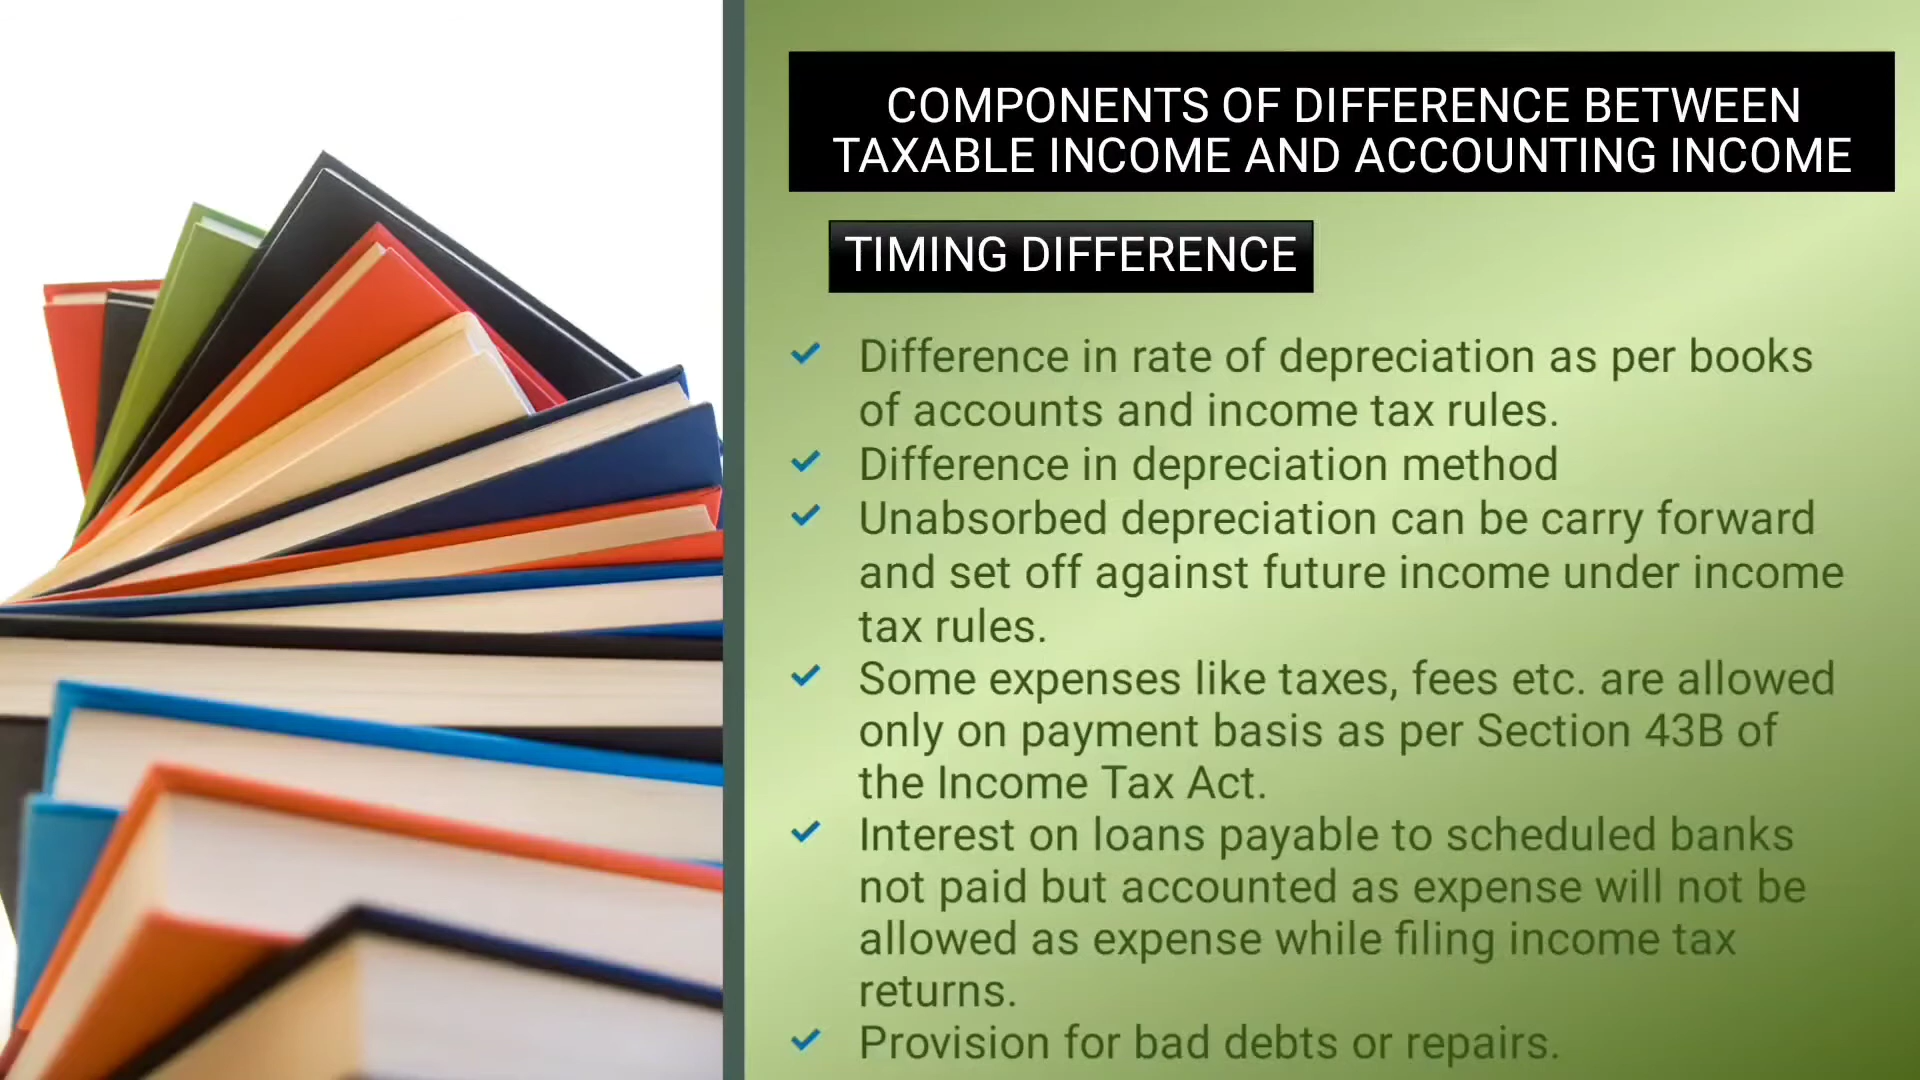 COMPONENTS OF DIFFERENCE BETWEEN
TAXABLE INCOME AND ACCOUNTING INCOME
TIMING DIFFERENCE
Difference in rate of depreciation as per books
of accounts and income tax rules.
Difference in depreciation method
Unabsorbed depreciation can be carry forward
and set off against future income under income
tax rules.
Some expenses like taxes, fees etc. are allowed
only on payment basis as per Section 43B of
the Income Tax Act.
Interest on loans payable to scheduled banks
not paid but accounted as expense will not be
allowed as expense while filing income tax
returns.
Provision for bad debts or repairs.